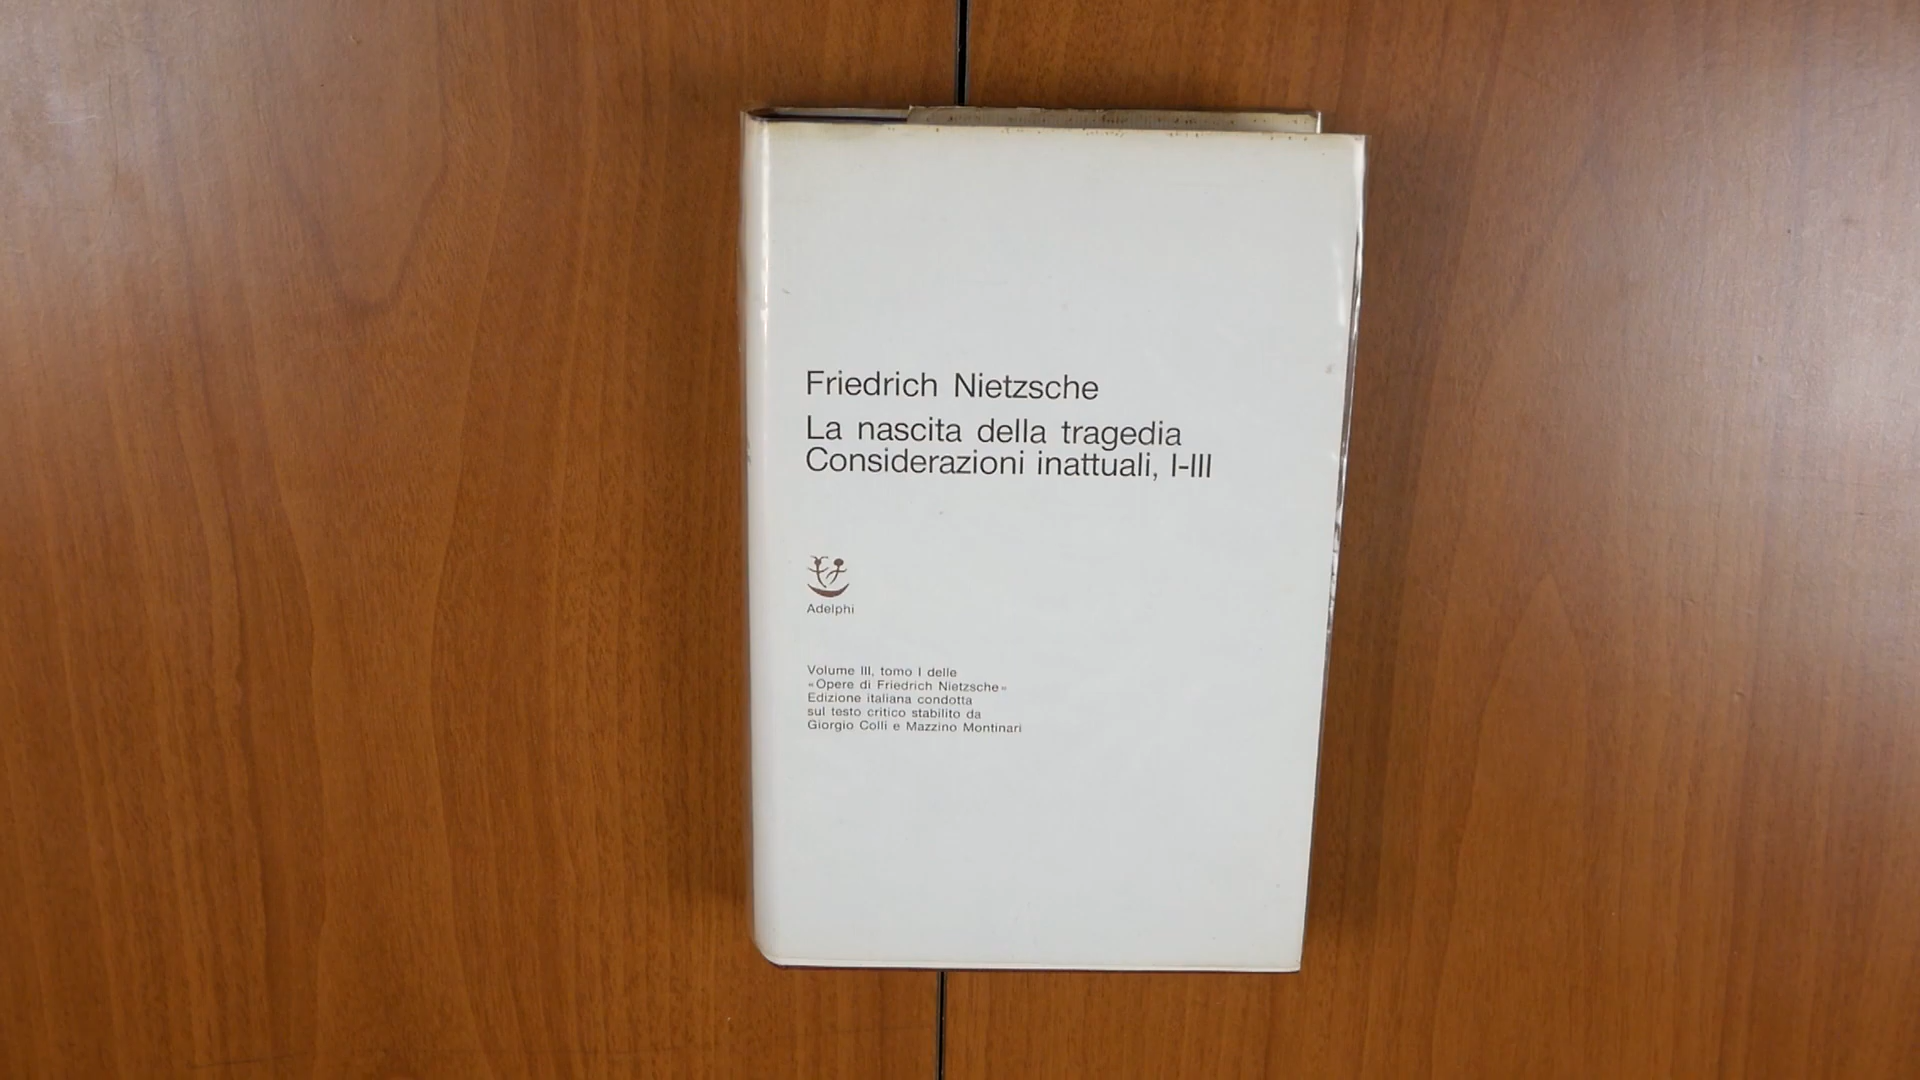 Friedrich Nietzsche
La nascita della tragedia
Considerazioni inattuali, I-III
Adelphi
Volume III, tomo I delle
«Opere di Friedrich Nietzsche»
Edizione italiana condotta
sul testo critico stabilito da
Giorgio Colli e Mazzino Montinari